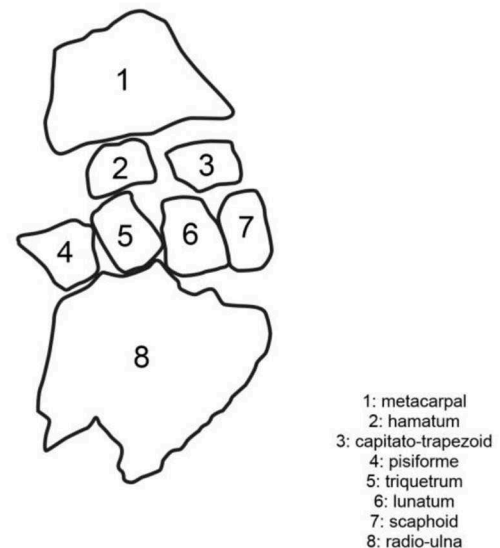 1
2
3
4
5
6
7
8
1: metacarpal
2: hamatum
3: capitato-trapezoid
4: pisiforme
5: triquetrum
6: lunatum
7: scaphoid
8: radio-ulna